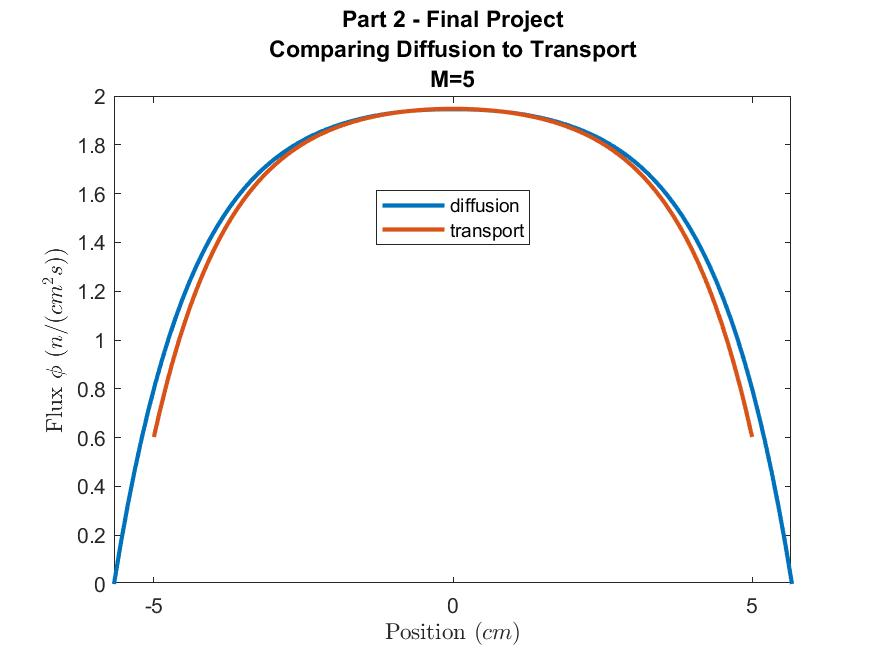 Part 2 - Final Project
Comparing Diffusion to Transport
M=5
2
1.8
1.6
1.4
1.2
1
0.8
0.6
0.4
0.2
0
Flux ϕ (n/(cm²s))
diffusion
transport
-5 0 5
Position (cm)